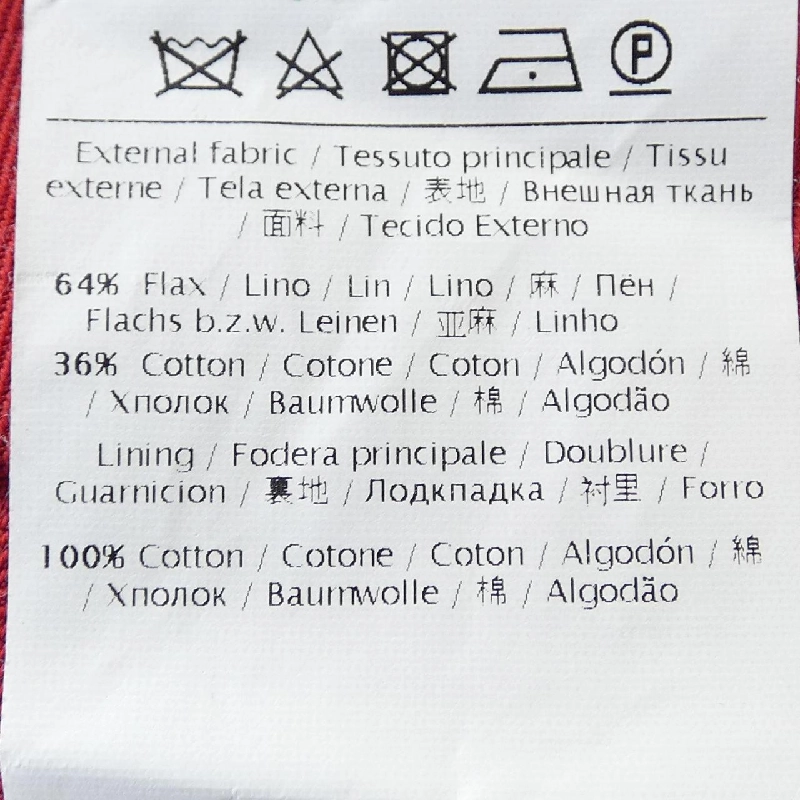 P
External fabric / Tessuto principale / Tissu
externe / Tela externa / 表地 / Внешная ткань
/ 面料 / Tecido Externo
64% Flax / Lino / Lin / Lino / 麻 / Пён /
Flachs b.z.w. Leinen / 亚麻 / Linho
36% Cotton / Cotone / Coton / Algodón / 綿
/ Хполок / Baumwolle / 棉 / Algodão
Lining / Fodera principale / Doublure /
Guarnicion / 裏地 / Лодкпадка / 衬里 / Forro
100% Cotton / Cotone / Coton / Algodón / 綿
/ Хполок / Baumwolle / 棉 / Algodão